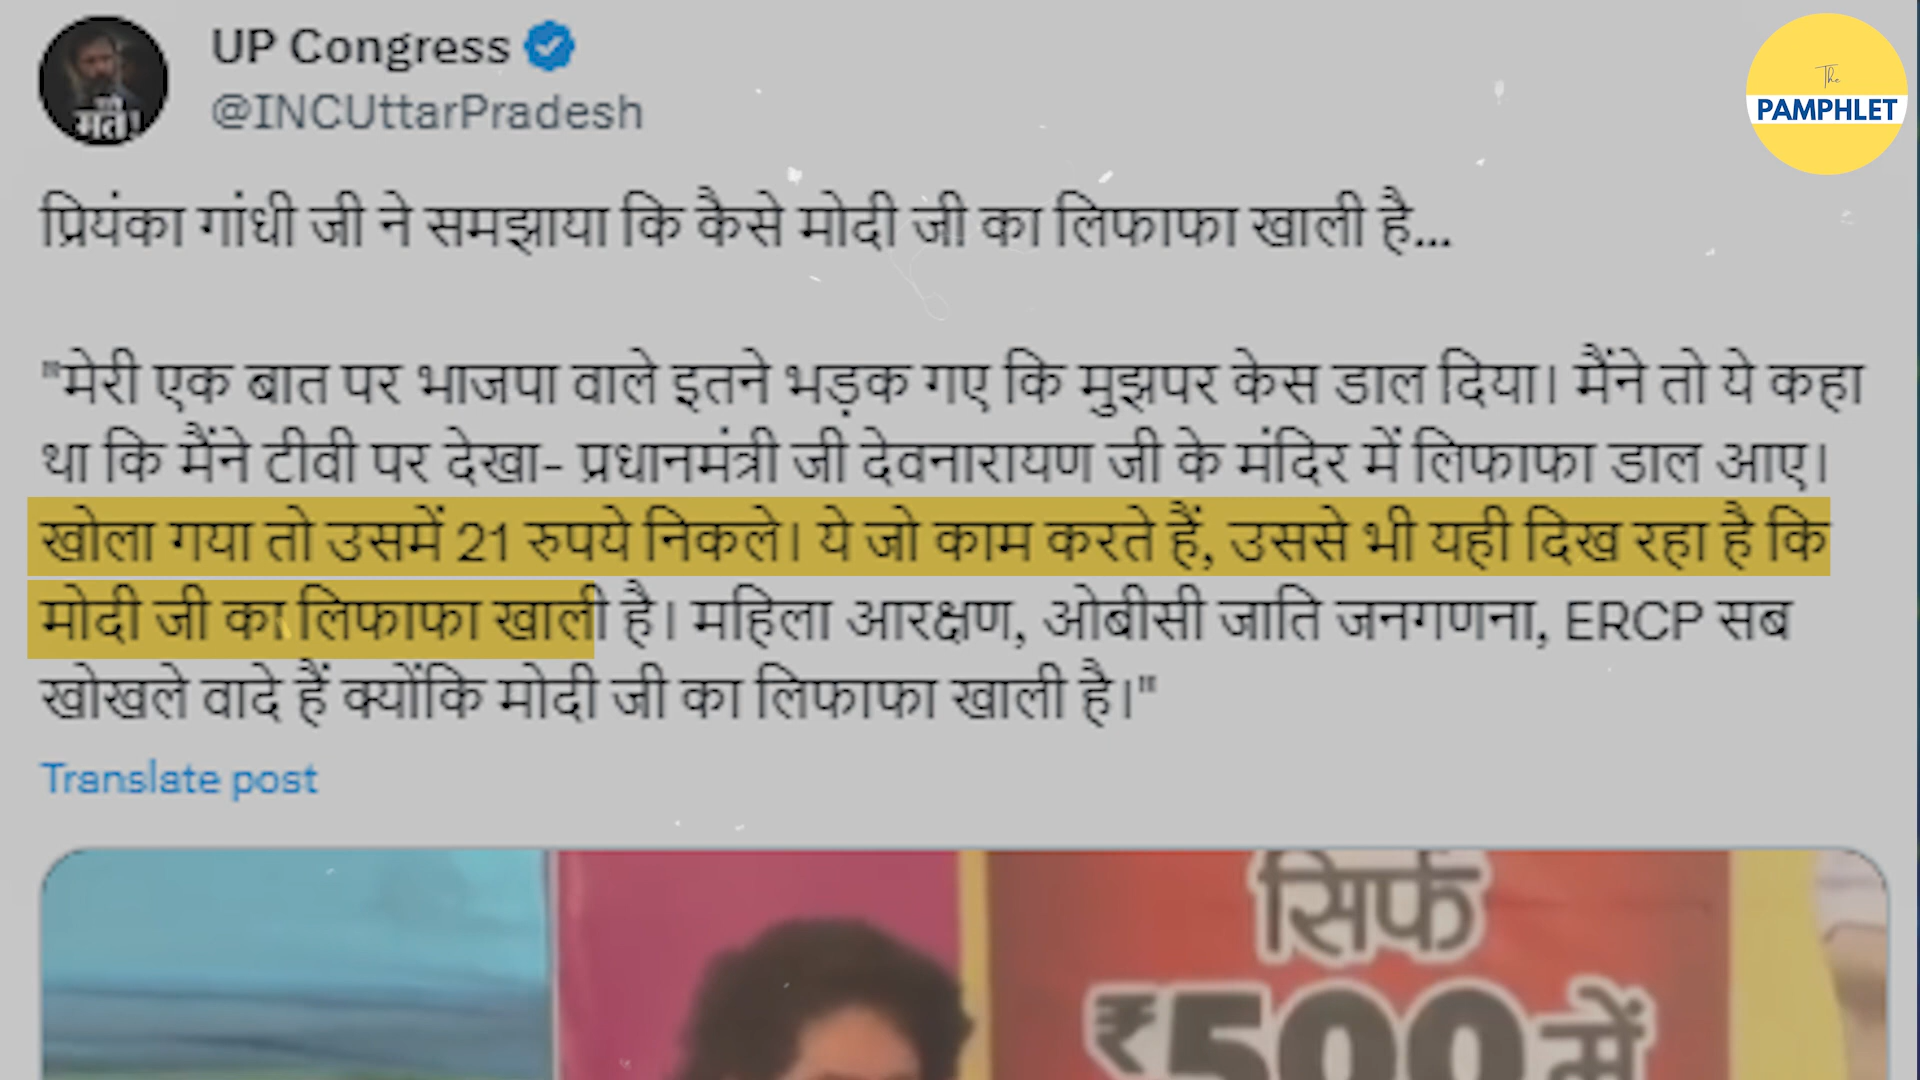 UP Congress
@INCUttarPradesh
The
PAMPHLET
मत!
प्रियंका गांधी जी ने समझाया कि कैसे मोदी जी का लिफाफा खाली है...
"मेरी एक बात पर भाजपा वाले इतने भड़क गए कि मुझपर केस डाल दिया। मैंने तो ये कहा
था कि मैंने टीवी पर देखा- प्रधानमंत्री जी देवनारायण जी के मंदिर में लिफाफा डाल आए।
खोला गया तो उसमें 21 रुपये निकले। ये जो काम करते हैं, उससे भी यही दिख रहा है कि
मोदी जी का लिफाफा खाली है। महिला आरक्षण, ओबीसी जाति जनगणना, ERCP सब
खोखले वादे हैं क्योंकि मोदी जी का लिफाफा खाली है।"
Translate post
सिर्फ
₹500 में